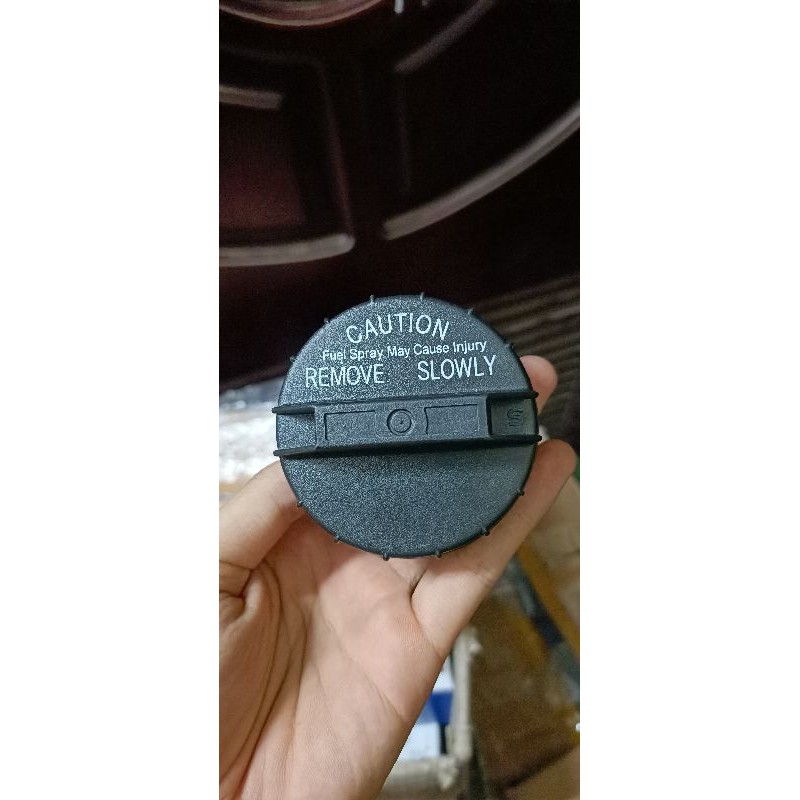 CAUTION
Fuel Spray May Cause Injury
REMOVE SLOWLY
S